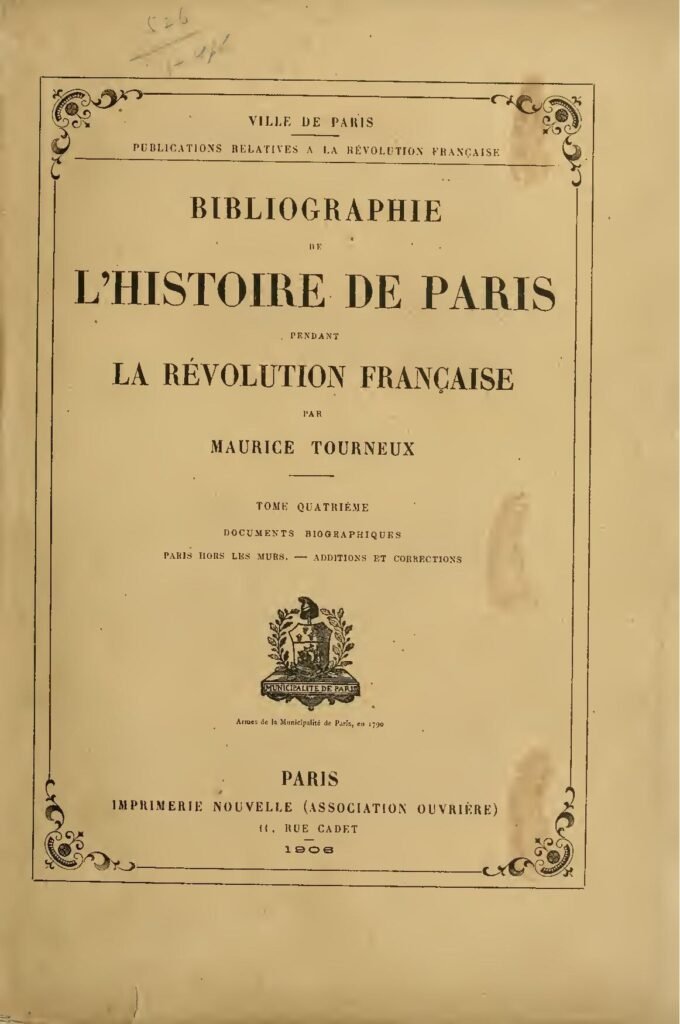 526
VILLE DE PARIS
PUBLICATIONS RELATIVES A LA RÉVOLUTION FRANÇAISE
BIBLIOGRAPHIE
DE
L'HISTOIRE DE PARIS
PENDANT
LA RÉVOLUTION FRANÇAISE
PAR
MAURICE TOURNEUX
TOME QUATRIÈME
DOCUMENTS BIOGRAPHIQUES
PARIS HORS LES MURS. — ADDITIONS ET CORRECTIONS
MUNICIPALITE DE PARIS
Armes de la Municipalité de Paris, en 1790
PARIS
IMPRIMERIE NOUVELLE (ASSOCIATION OUVRIÈRE)
11, RUE CADET
1906